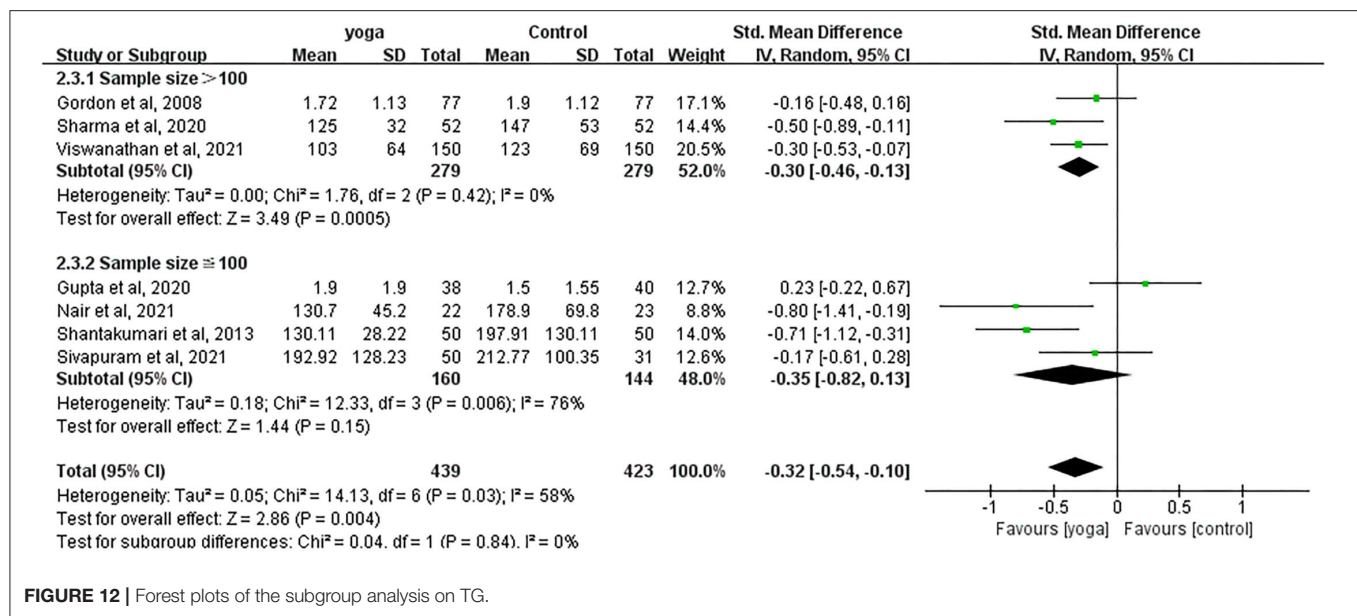 yoga Control Std. Mean Difference Std. Mean Difference
Study or Subgroup Mean SD Total Mean SD Total Weight IV, Random, 95% CI IV, Random, 95% CI
2.3.1 Sample size >100
Gordon et al, 2008 1.72 1.13 77 1.9 1.12 77 17.1% -0.16 [-0.48, 0.16]
Sharma et al, 2020 125 32 52 147 53 52 14.4% -0.50 [-0.89, -0.11]
Viswanathan et al, 2021 103 64 150 123 69 150 20.5% -0.30 [-0.53, -0.07]
Subtotal (95% CI) 279 279 52.0% -0.30 [-0.46, -0.13]
Heterogeneity: Tau² = 0.00; Chi² = 1.76, df = 2 (P = 0.42); I² = 0%
Test for overall effect: Z = 3.49 (P = 0.0005)
2.3.2 Sample size ≦100
Gupta et al, 2020 1.9 1.9 38 1.5 1.55 40 12.7% 0.23 [-0.22, 0.67]
Nair et al, 2021 130.7 45.2 22 178.9 69.8 23 8.8% -0.80 [-1.41, -0.19]
Shantakumari et al, 2013 130.11 28.22 50 197.91 130.11 50 14.0% -0.71 [-1.12, -0.31]
Sivapuram et al, 2021 192.92 128.23 50 212.77 100.35 31 12.6% -0.17 [-0.61, 0.28]
Subtotal (95% CI) 160 144 48.0% -0.35 [-0.82, 0.13]
Heterogeneity: Tau² = 0.18; Chi² = 12.33, df = 3 (P = 0.006); I² = 76%
Test for overall effect: Z = 1.44 (P = 0.15)
Total (95% CI) 439 423 100.0% -0.32 [-0.54, -0.10]
Heterogeneity: Tau² = 0.05; Chi² = 14.13, df = 6 (P = 0.03); I² = 58%
Test for overall effect: Z = 2.86 (P = 0.004)
Test for subgroup differences: Chi² = 0.04, df = 1 (P = 0.84), I² = 0%
-1 -0.5 0 0.5 1
Favours [yoga] Favours [control]
FIGURE 12 | Forest plots of the subgroup analysis on TG.